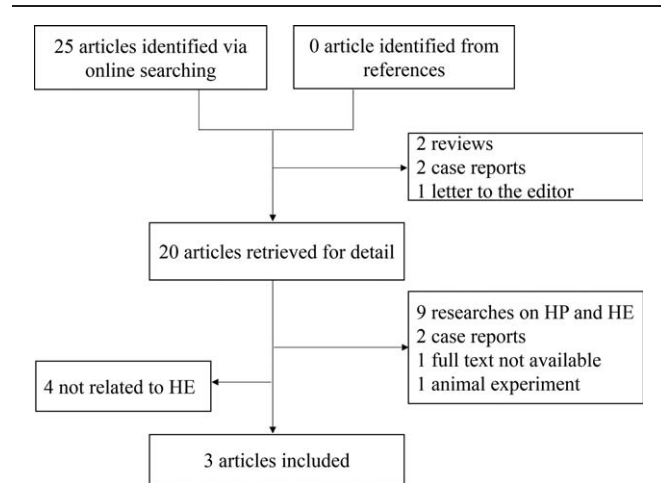 25 articles identified via
online searching
0 article identified from
references
2 reviews
2 case reports
1 letter to the editor
20 articles retrieved for detail
9 researches on HP and HE
2 case reports
1 full text not available
1 animal experiment
4 not related to HE
3 articles included